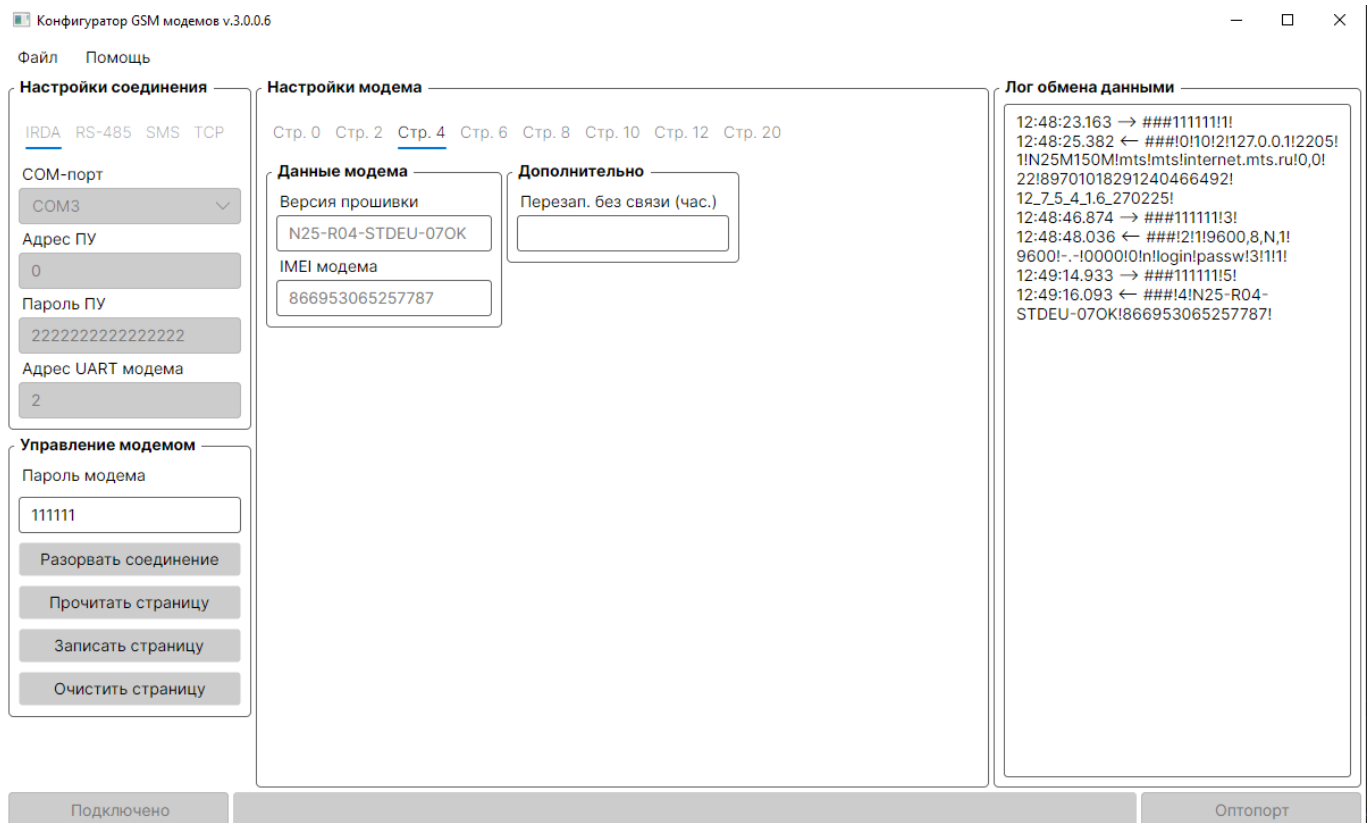 Конфигуратор GSM модемов v.3.0.0.6
Файл Помощь
Настройки соединения
IRDA RS-485 SMS TCP
COM-порт
COM3
Адрес ПУ
0
Пароль ПУ
2222222222222222
Адрес UART модема
2
Управление модемом
Пароль модема
111111
Разорвать соединение
Прочитать страницу
Записать страницу
Очистить страницу
Настройки модема
Стр. 0 Стр. 2 Стр. 4 Стр. 6 Стр. 8 Стр. 10 Стр. 12 Стр. 20
Данные модема
Версия прошивки
N25-R04-STDEU-07OK
IMEI модема
866953065257787
Дополнительно
Перезап. без связи (час.)
Лог обмена данными
12:48:23.163 → ###111111!1!
12:48:25.382 ← ###!0!10!2!127.0.0.1!2205!
1!N25M150M!mts!mts!internet.mts.ru!0,0!
22!89701018291240466492!
12_7_5_4_1.6_270225!
12:48:46.874 → ###111111!3!
12:48:48.036 ← ###!2!1!9600,8,N,1!
9600!-.-!0000!0!n!login!passw!3!1!1!
12:49:14.933 → ###111111!5!
12:49:16.093 ← ###!4!N25-R04-
STDEU-07OK!866953065257787!
Подключено
Оптопорт